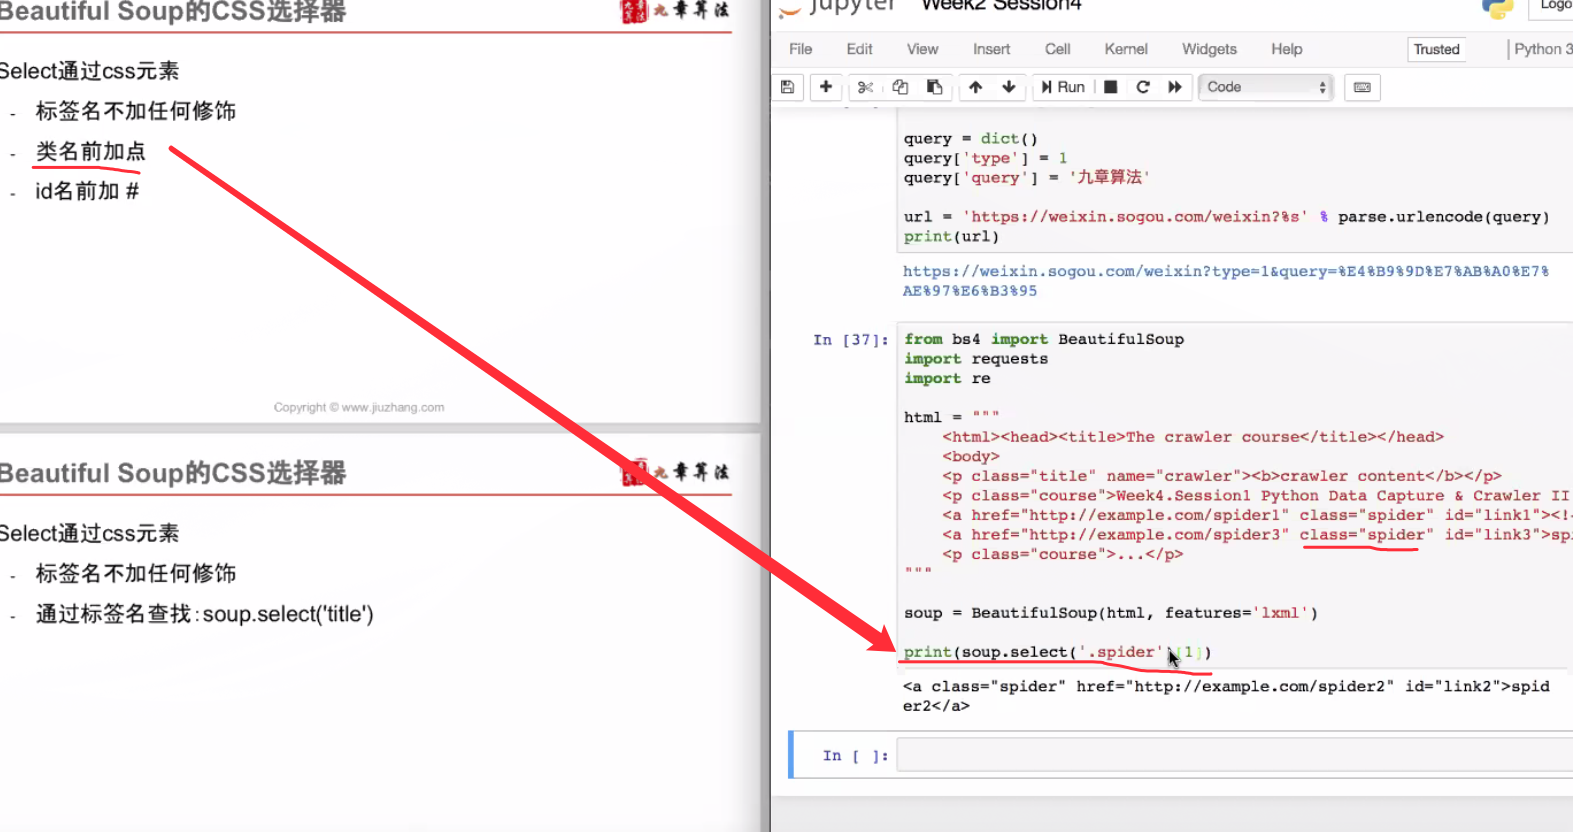 Beautiful Soup的CSS选择器
九章算法
Select通过css元素
- 标签名不加任何修饰
- 类名前加点
- id名前加 #
Copyright © www.jiuzhang.com
Beautiful Soup的CSS选择器
九章算法
Select通过css元素
- 标签名不加任何修饰
- 通过标签名查找:soup.select('title')
jupyter Week2 Session4
Logo
File Edit View Insert Cell Kernel Widgets Help Trusted Python 3
Run Code
query = dict()
query['type'] = 1
query['query'] = '九章算法'
url = 'https://weixin.sogou.com/weixin?%s' % parse.urlencode(query)
print(url)
https://weixin.sogou.com/weixin?type=1&query=%E4%B9%9D%E7%AB%A0%E7%
AE%97%E6%B3%95
In [37]:
from bs4 import BeautifulSoup
import requests
import re
html = """
<html><head><title>The crawler course</title></head>
<body>
<p class="title" name="crawler"><b>crawler content</b></p>
<p class="course">Week4.Session1 Python Data Capture & Crawler II
<a href="http://example.com/spider1" class="spider" id="link1"><!-
<a href="http://example.com/spider3" class="spider" id="link3">spi
<p class="course">...</p>
"""
soup = BeautifulSoup(html, features='lxml')
print(soup.select('.spider')[1])
<a class="spider" href="http://example.com/spider2" id="link2">spid
er2</a>
In [ ]: